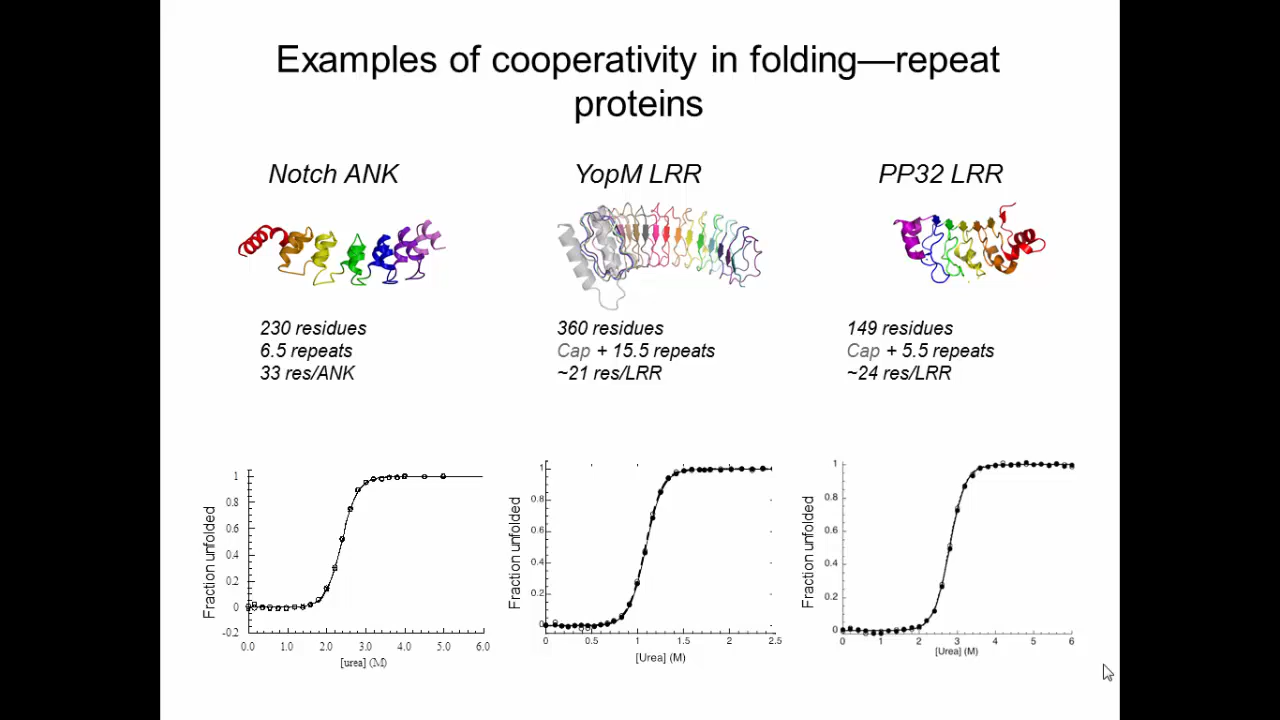 Examples of cooperativity in folding—repeat
proteins
Notch ANK
YopM LRR
PP32 LRR
230 residues
6.5 repeats
33 res/ANK
360 residues
Cap + 15.5 repeats
~21 res/LRR
149 residues
Cap + 5.5 repeats
~24 res/LRR
Fraction unfolded
1
0.8
0.6
0.4
0.2
0
-0.2
0.0 1.0 2.0 3.0 4.0 5.0 6.0
[urea] (M)
Fraction unfolded
1
0.8
0.6
0.4
0.2
0
0 0.5 1 1.5 2 2.5
[Urea] (M)
Fraction unfolded
1
0.8
0.6
0.4
0.2
0
0 1 2 3 4 5 6
[Urea] (M)